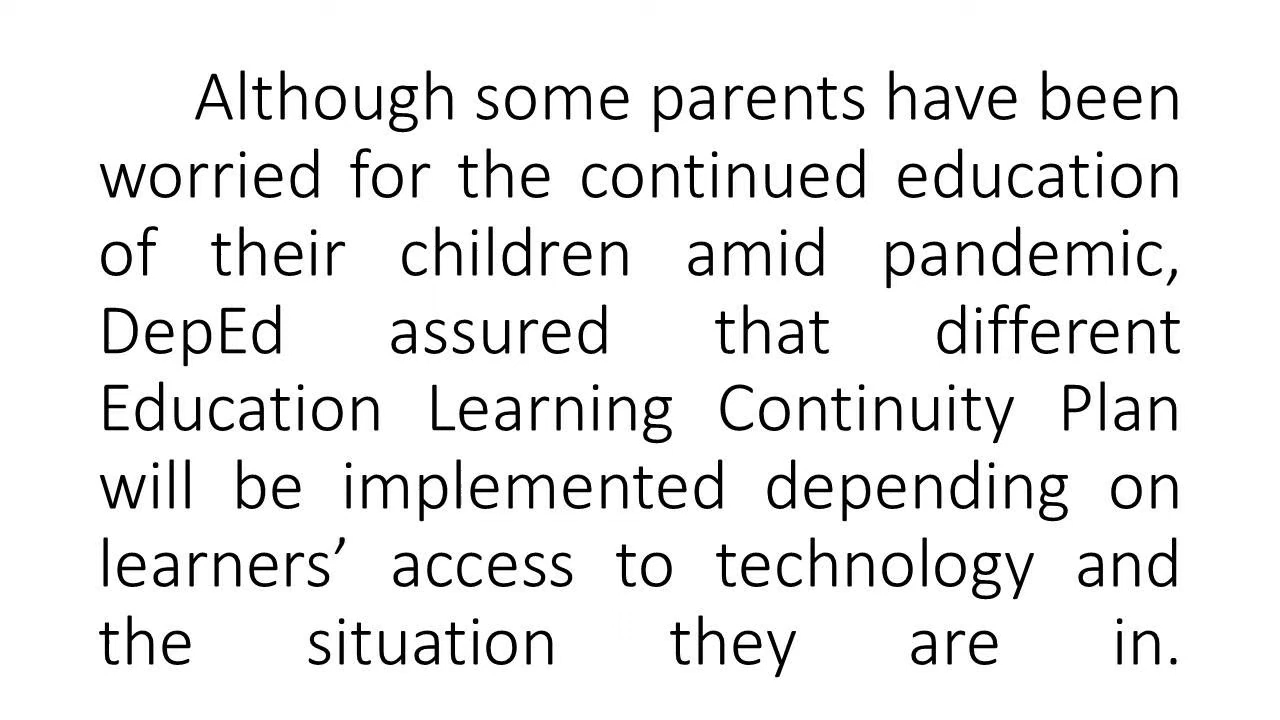 Although some parents have been
worried for the continued education
of their children amid pandemic,
DepEd assured that different
Education Learning Continuity Plan
will be implemented depending on
learners’ access to technology and
the situation they are in.